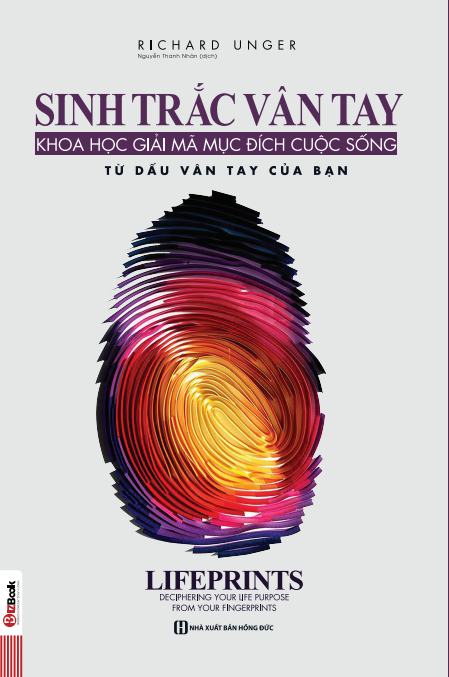 RICHARD UNGER
Nguyễn Thanh Nhàn (dịch)
SINH TRẮC VÂN TAY
KHOA HỌC GIẢI MÃ MỤC ĐÍCH CUỘC SỐNG
TỪ DẤU VÂN TAY CỦA BẠN
LIFEPRINTS
DECIPHERING YOUR LIFE PURPOSE
FROM YOUR FINGERPRINTS
NHÀ XUẤT BẢN HỒNG ĐỨC
BIZBook